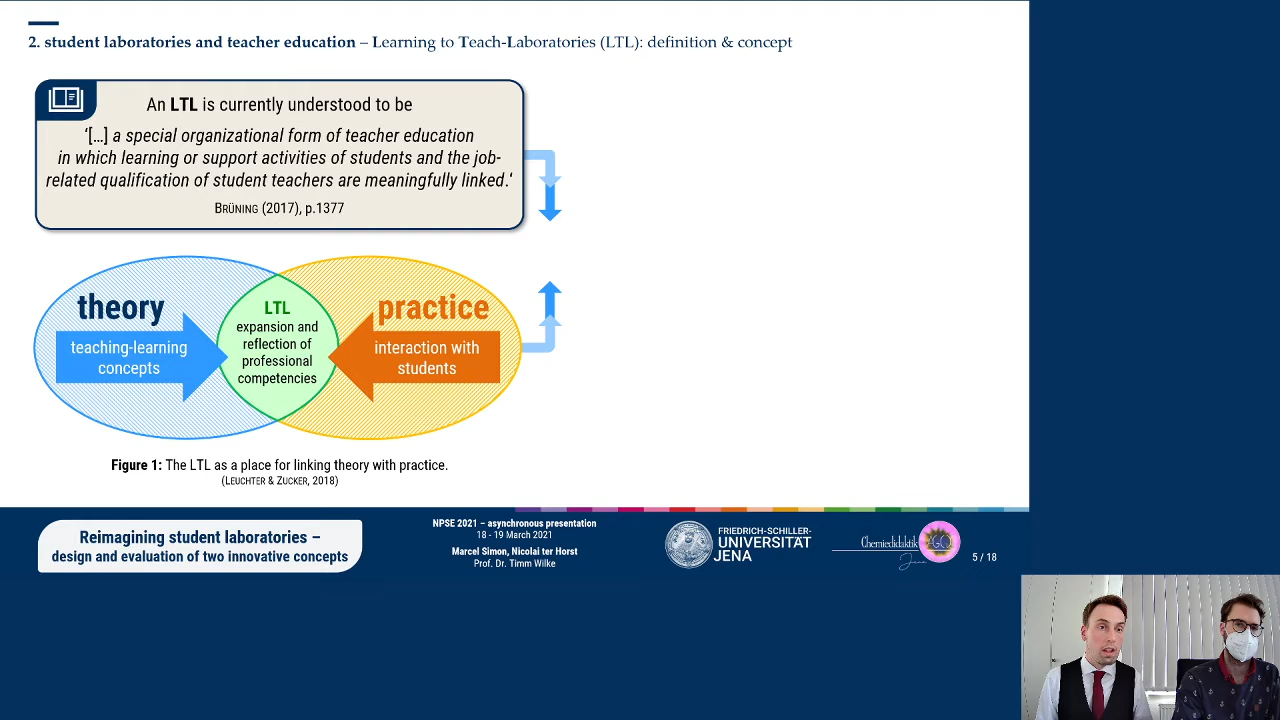 2. student laboratories and teacher education – Learning to Teach-Laboratories (LTL): definition & concept
An LTL is currently understood to be
‘[…] a special organizational form of teacher education
in which learning or support activities of students and the job-
related qualification of student teachers are meaningfully linked.‘
BRÜNING (2017), p.1377
theory
teaching-learning
concepts
LTL
expansion and
reflection of
professional
competencies
practice
interaction with
students
Figure 1: The LTL as a place for linking theory with practice.
(LEUCHTER & ZUCKER, 2018)
Reimagining student laboratories –
design and evaluation of two innovative concepts
NPSE 2021 – asynchronous presentation
18 - 19 March 2021
Marcel Simon, Nicolai ter Horst
Prof. Dr. Timm Wilke
FRIEDRICH-SCHILLER-
UNIVERSITÄT
JENA
Chemiedidaktik
Jena
5 / 18